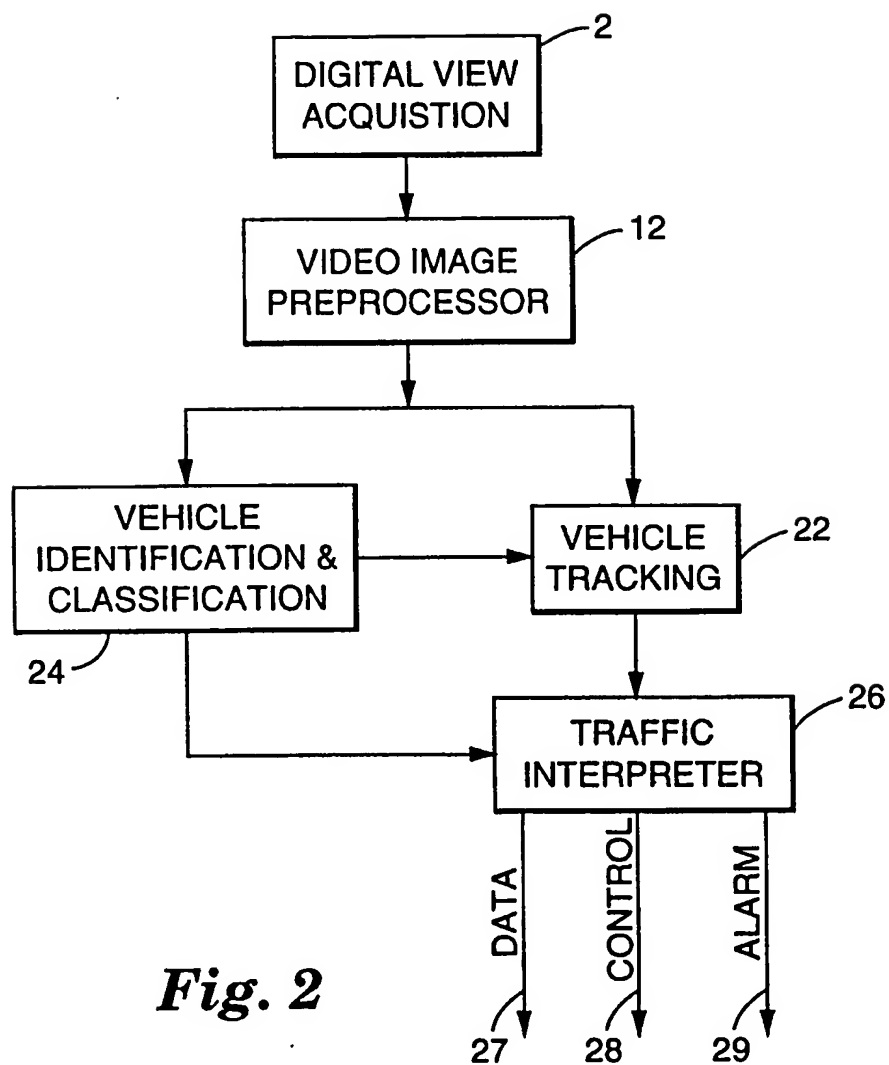 2
DIGITAL VIEW
ACQUISTION
12
VIDEO IMAGE
PREPROCESSOR
VEHICLE
IDENTIFICATION &
CLASSIFICATION
24
VEHICLE
TRACKING
22
26
TRAFFIC
INTERPRETER
DATA
CONTROL
ALARM
27
28
29
Fig. 2